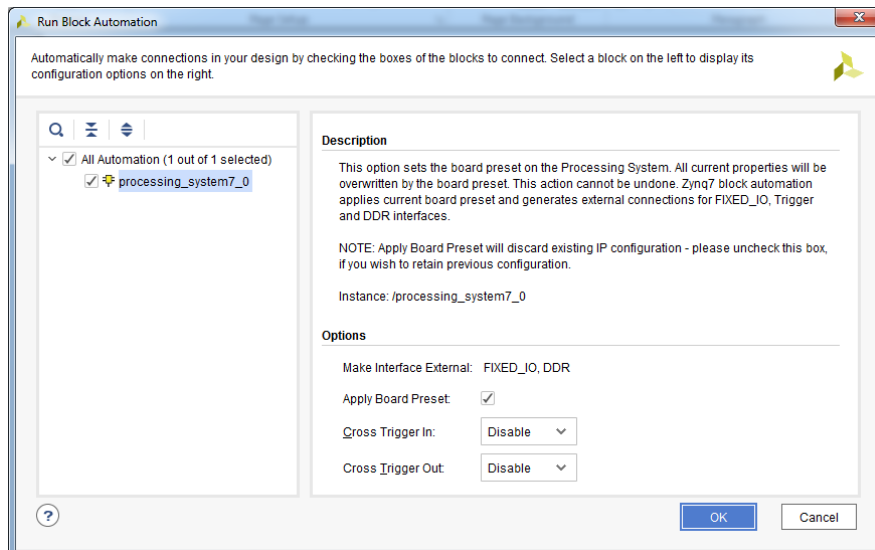 Run Block Automation
Page Setup
Page Background
Paragraph
Automatically make connections in your design by checking the boxes of the blocks to connect. Select a block on the left to display its
configuration options on the right.
All Automation (1 out of 1 selected)
processing_system7_0
Description
This option sets the board preset on the Processing System. All current properties will be
overwritten by the board preset. This action cannot be undone. Zynq7 block automation
applies current board preset and generates external connections for FIXED_IO, Trigger
and DDR interfaces.
NOTE: Apply Board Preset will discard existing IP configuration - please uncheck this box,
if you wish to retain previous configuration.
Instance: /processing_system7_0
Options
Make Interface External: FIXED_IO, DDR
Apply Board Preset:
Cross Trigger In: Disable
Cross Trigger Out: Disable
?
OK
Cancel